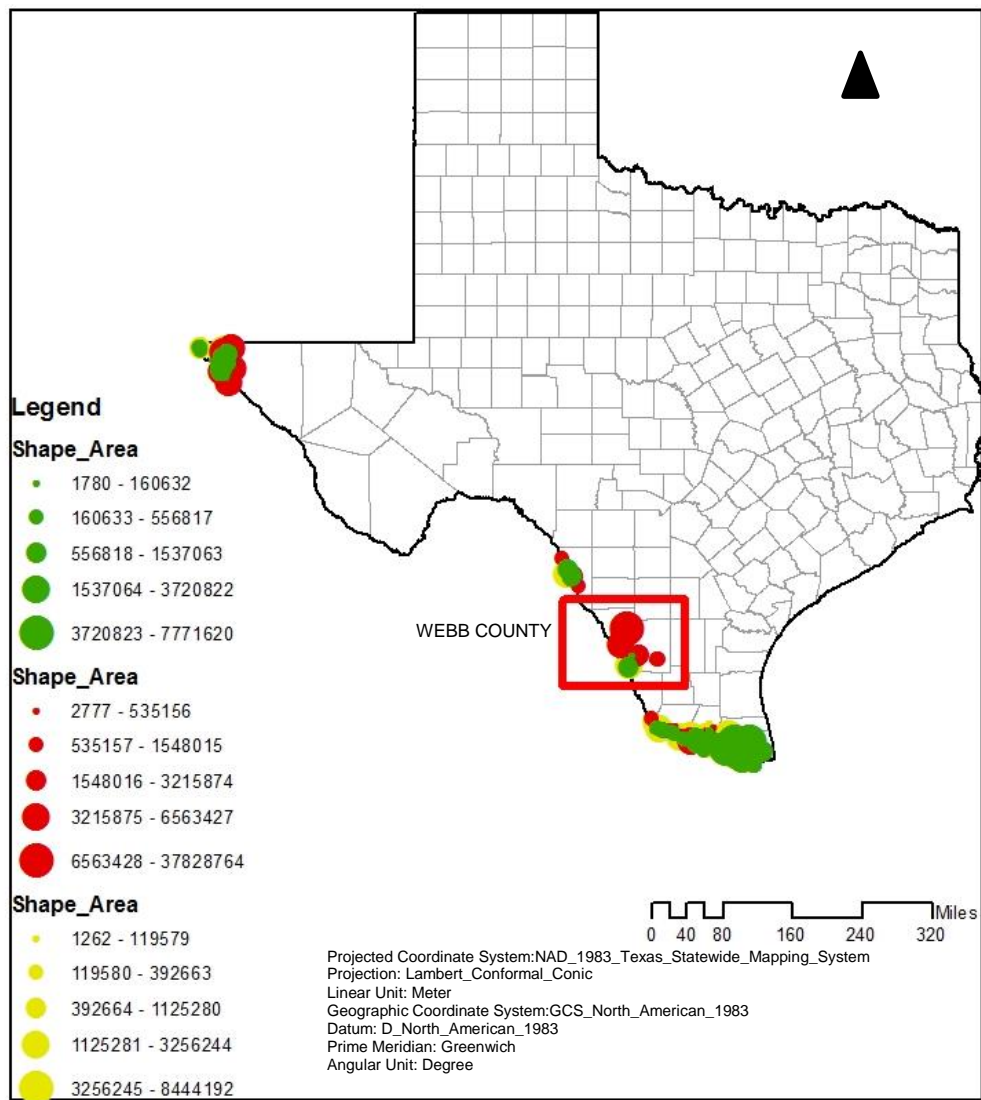 WEBB COUNTY
Legend
Shape_Area
1780 - 160632
160633 - 556817
556818 - 1537063
1537064 - 3720822
3720823 - 7771620
Shape_Area
2777 - 535156
535157 - 1548015
1548016 - 3215874
3215875 - 6563427
6563428 - 37828764
Shape_Area
1262 - 119579
119580 - 392663
392664 - 1125280
1125281 - 3256244
3256245 - 8444192
Miles
0 40 80 160 240 320
Projected Coordinate System:NAD_1983_Texas_Statewide_Mapping_System
Projection: Lambert_Conformal_Conic
Linear Unit: Meter
Geographic Coordinate System:GCS_North_American_1983
Datum: D_North_American_1983
Prime Meridian: Greenwich
Angular Unit: Degree